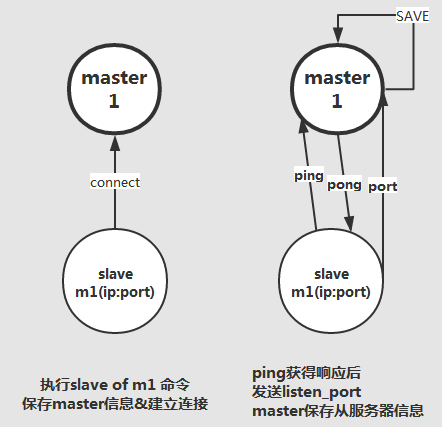 master
1
connect
slave
m1(ip:port)
执行slave of m1 命令
保存master信息&建立连接
SAVE
master
1
ping
pong
port
slave
m1(ip:port)
ping获得响应后
发送listen_port
master保存从服务器信息